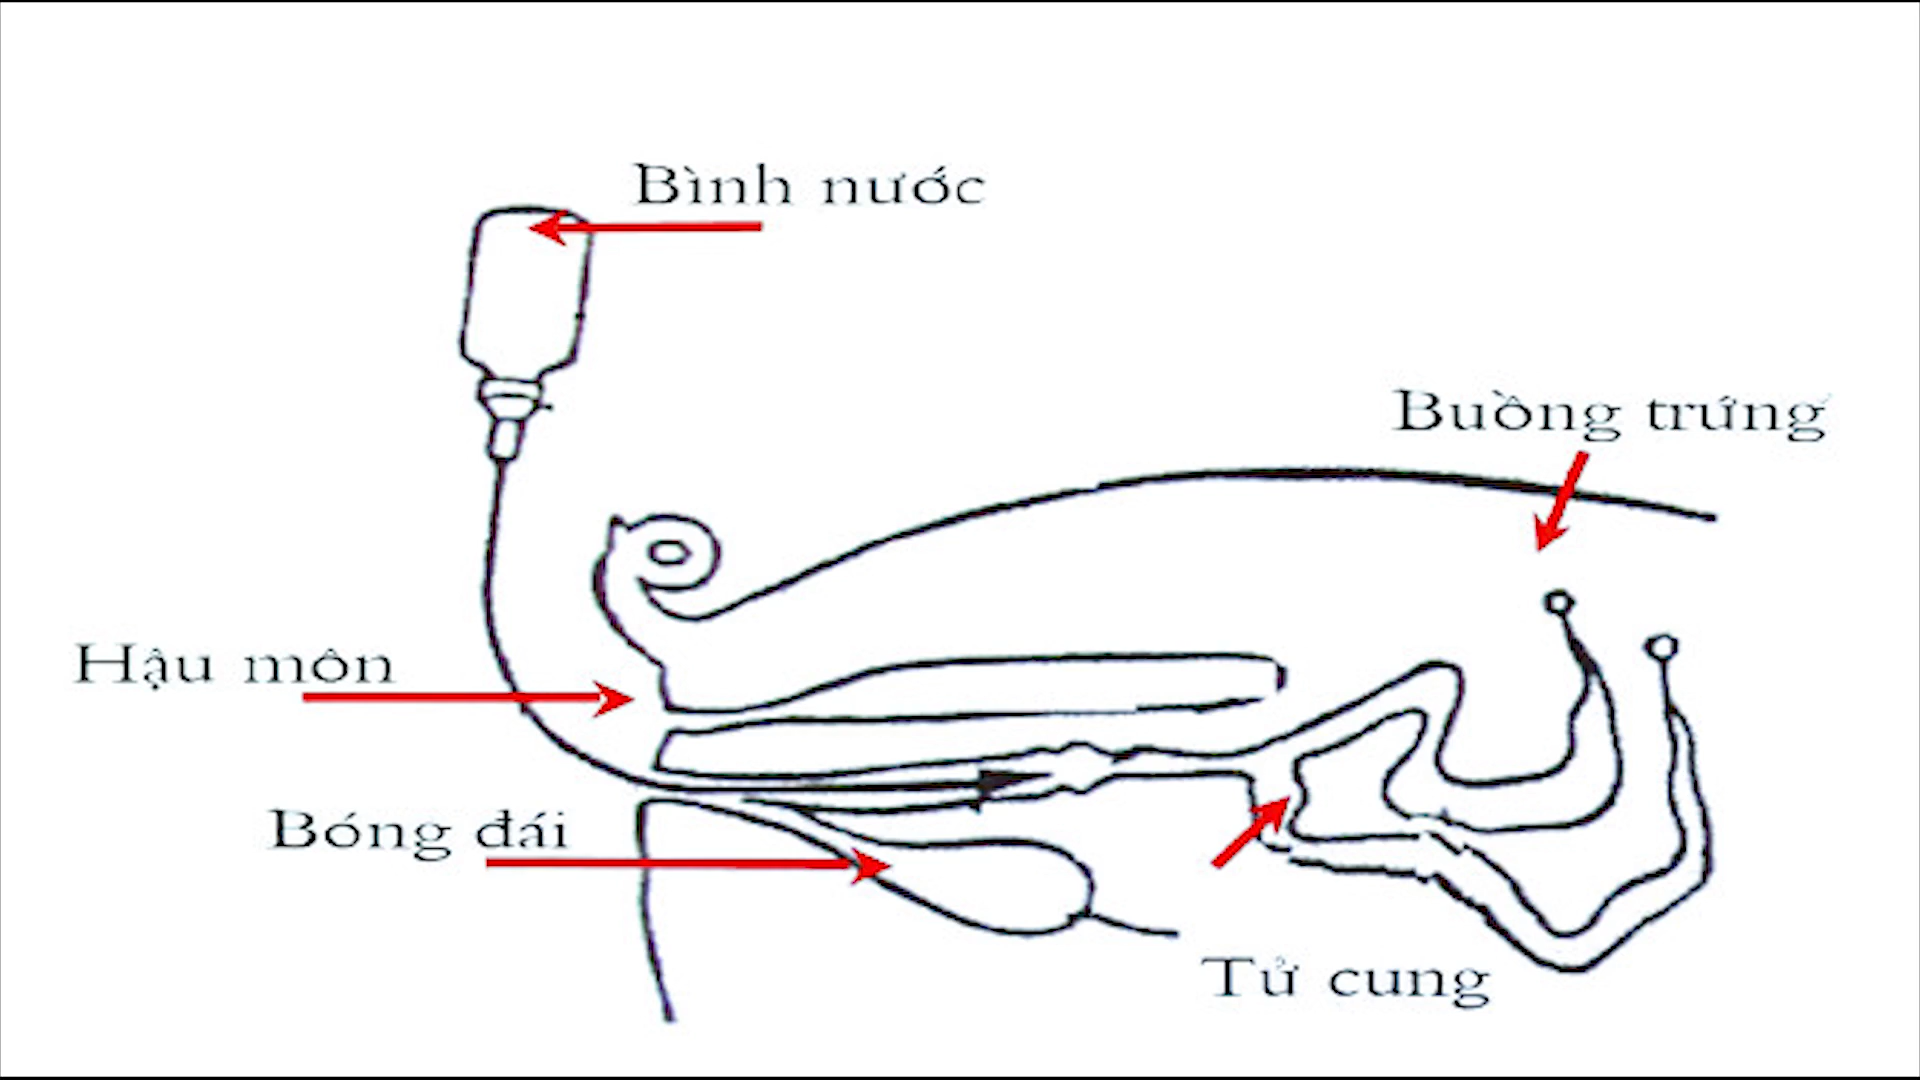 Bình nước
Buồng trứng
Hậu môn
Bóng đái
Tử cung